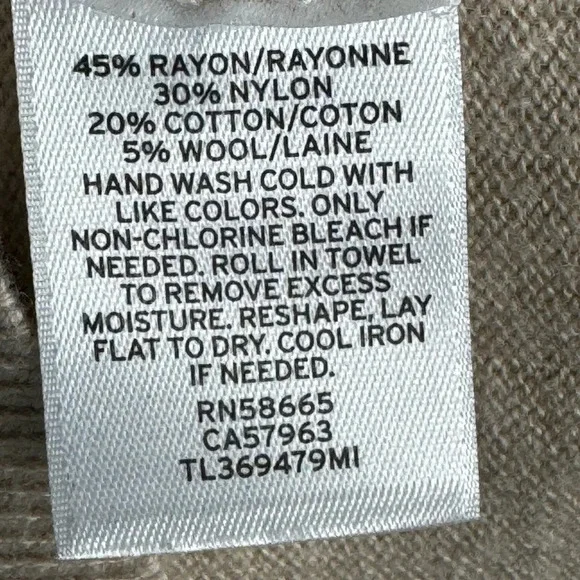 45% RAYON/RAYONNE
30% NYLON
20% COTTON/COTON
5% WOOL/LAINE
HAND WASH COLD WITH
LIKE COLORS. ONLY
NON-CHLORINE BLEACH IF
NEEDED. ROLL IN TOWEL
TO REMOVE EXCESS
MOISTURE. RESHAPE, LAY
FLAT TO DRY. COOL IRON
IF NEEDED.
RN58665
CA57963
TL369479MI